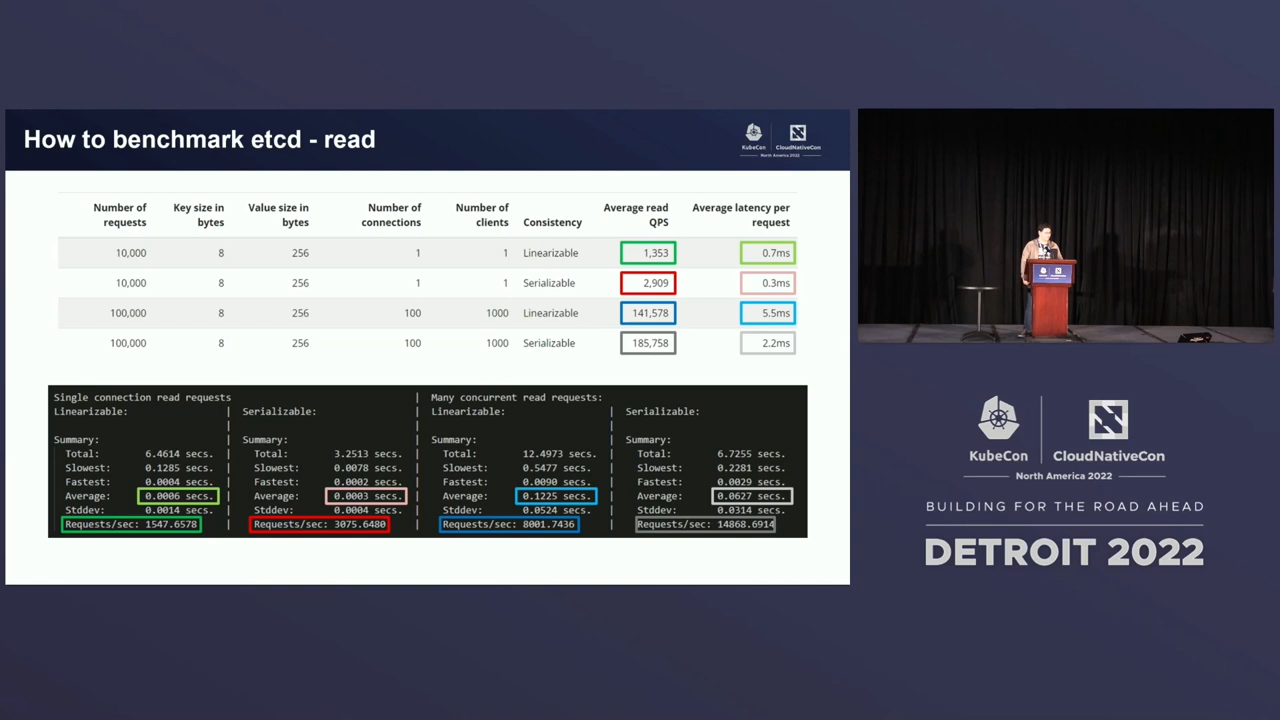 How to benchmark etcd - read
KubeCon
CloudNativeCon
North America 2022
Number of requests Key size in bytes Value size in bytes Number of connections Number of clients Consistency Average read QPS Average latency per request
10,000 8 256 1 1 Linearizable 1,353 0.7ms
10,000 8 256 1 1 Serializable 2,909 0.3ms
100,000 8 256 100 1000 Linearizable 141,578 5.5ms
100,000 8 256 100 1000 Serializable 185,758 2.2ms
Single connection read requests | Many concurrent read requests:
Linearizable: | Serializable: | Linearizable: | Serializable:
Summary: | Summary: | Summary: | Summary:
Total: 6.4614 secs. | Total: 3.2513 secs. | Total: 12.4973 secs. | Total: 6.7255 secs.
Slowest: 0.1285 secs. | Slowest: 0.0078 secs. | Slowest: 0.5477 secs. | Slowest: 0.2281 secs.
Fastest: 0.0004 secs. | Fastest: 0.0002 secs. | Fastest: 0.0090 secs. | Fastest: 0.0029 secs.
Average: 0.0006 secs. | Average: 0.0003 secs. | Average: 0.1225 secs. | Average: 0.0627 secs.
Stddev: 0.0014 secs. | Stddev: 0.0004 secs. | Stddev: 0.0524 secs. | Stddev: 0.0314 secs.
Requests/sec: 1547.6578 | Requests/sec: 3075.6480 | Requests/sec: 8001.7436 | Requests/sec: 14868.6914
KubeCon
CloudNativeCon
North America 2022
BUILDING FOR THE ROAD AHEAD
DETROIT 2022